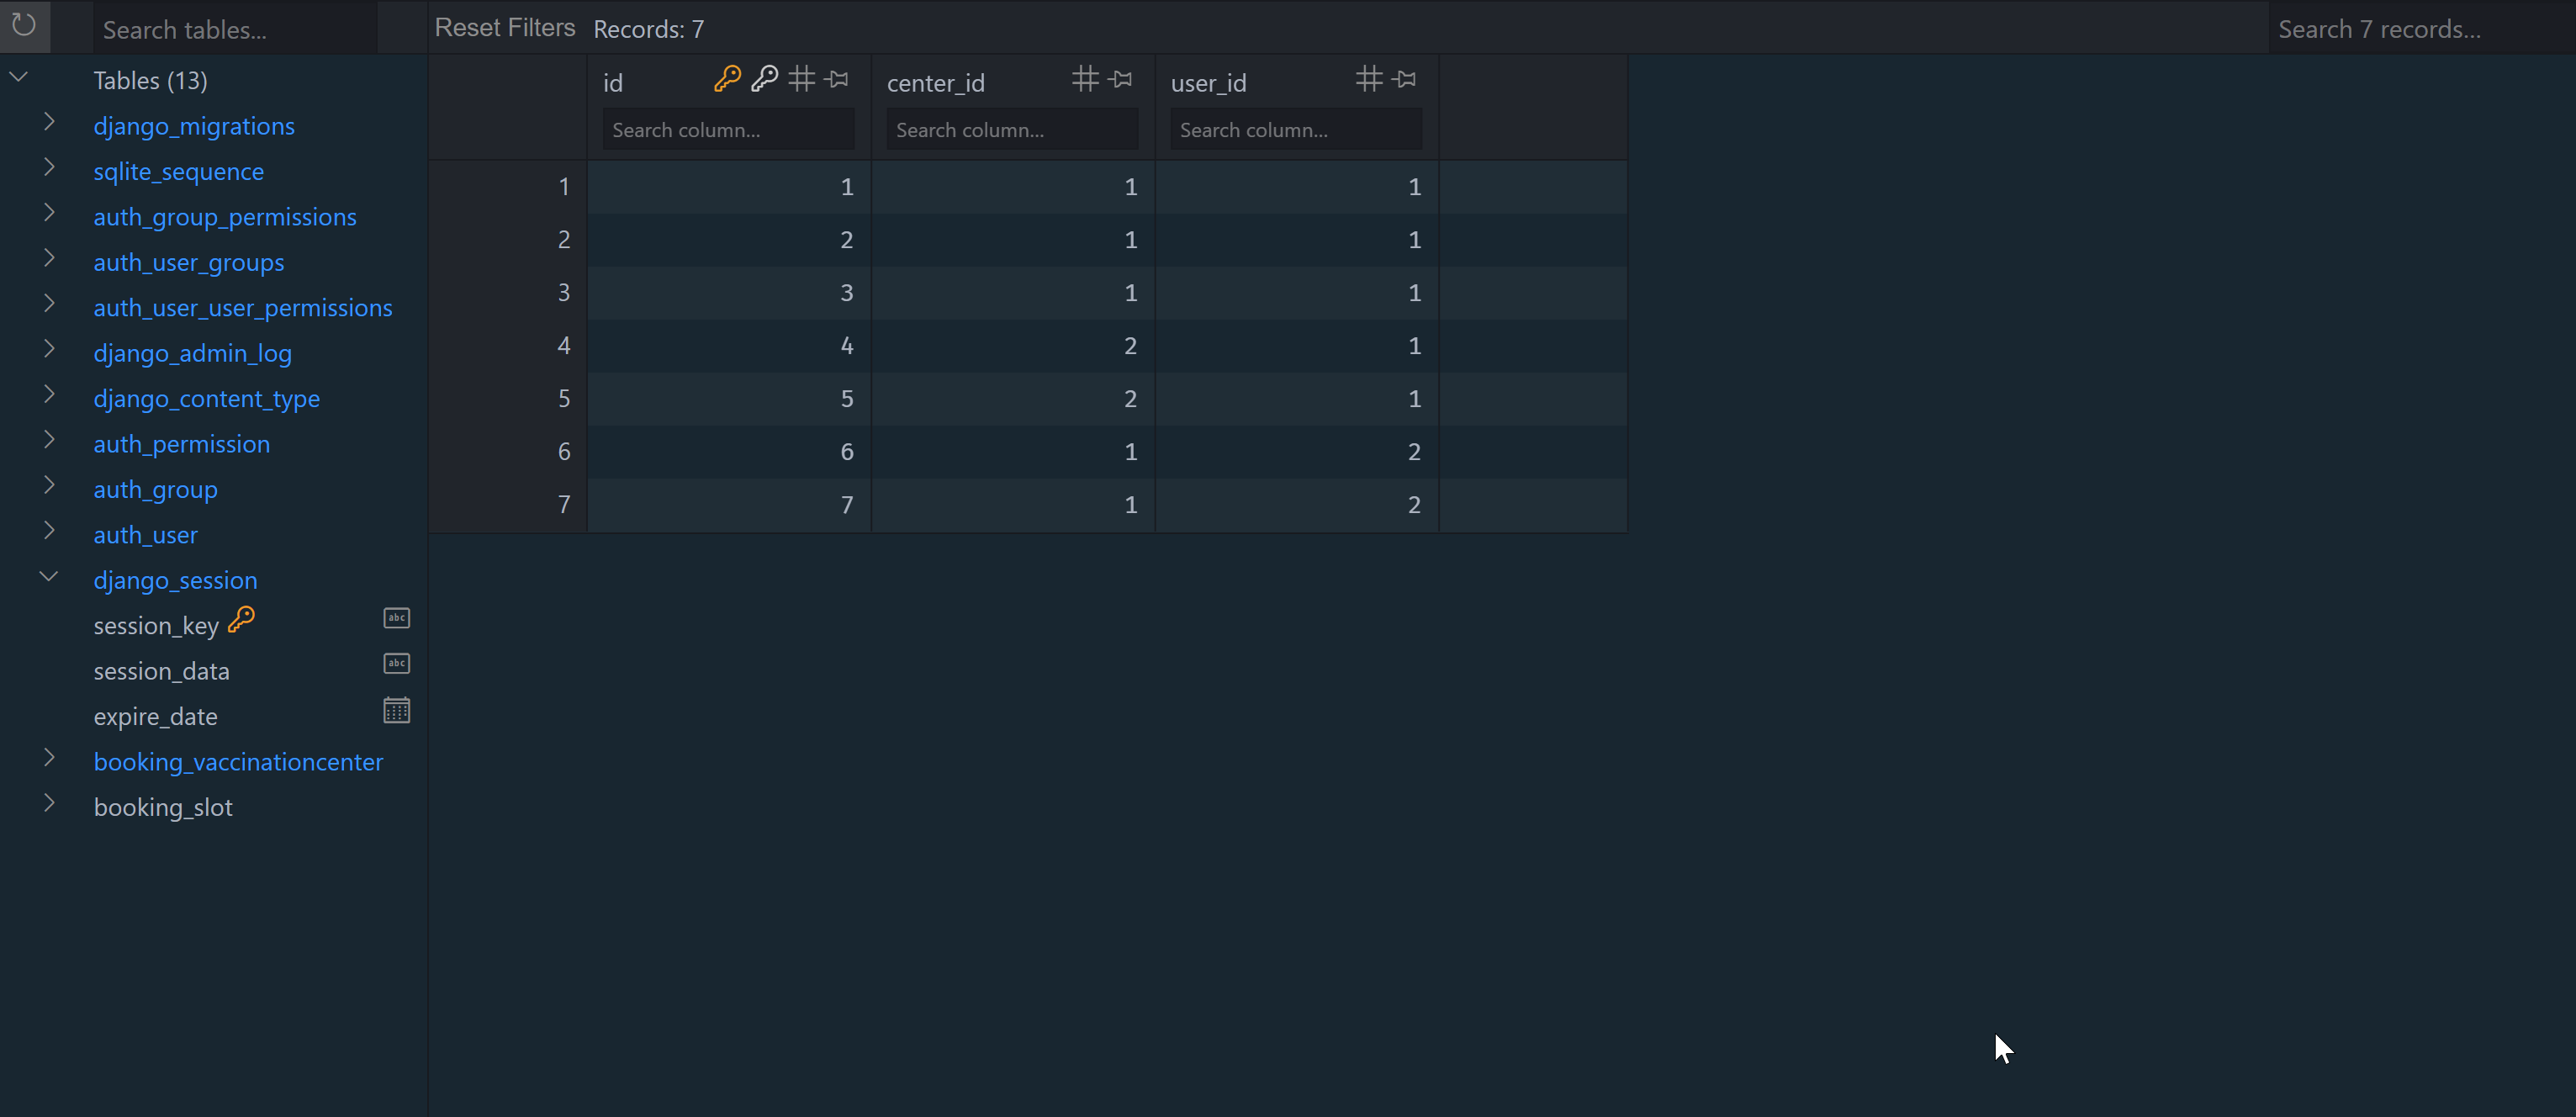 Search tables...
Reset Filters Records: 7
Search 7 records...
Tables (13)
django_migrations
sqlite_sequence
auth_group_permissions
auth_user_groups
auth_user_user_permissions
django_admin_log
django_content_type
auth_permission
auth_group
auth_user
django_session
session_key abc
session_data abc
expire_date
booking_vaccinationcenter
booking_slot
id center_id user_id
Search column... Search column... Search column...
1 1 1 1
2 2 1 1
3 3 1 1
4 4 2 1
5 5 2 1
6 6 1 2
7 7 1 2